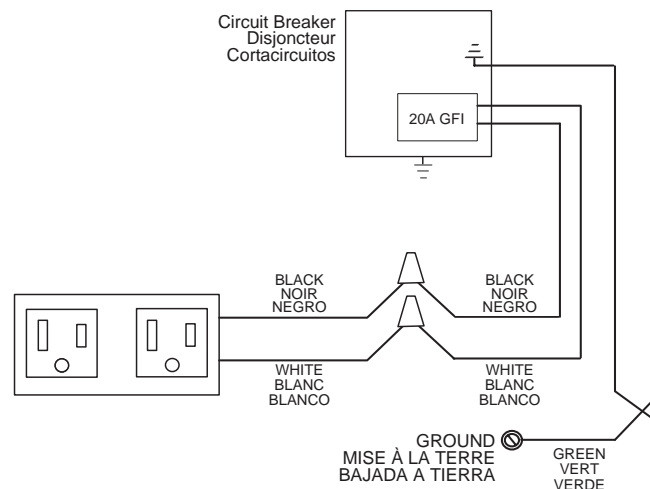 Circuit Breaker
Disjoncteur
Cortacircuitos
20A GFI
BLACK
NOIR
NEGRO
BLACK
NOIR
NEGRO
WHITE
BLANC
BLANCO
WHITE
BLANC
BLANCO
GROUND
MISE À LA TERRE
BAJADA A TIERRA
GREEN
VERT
VERDE